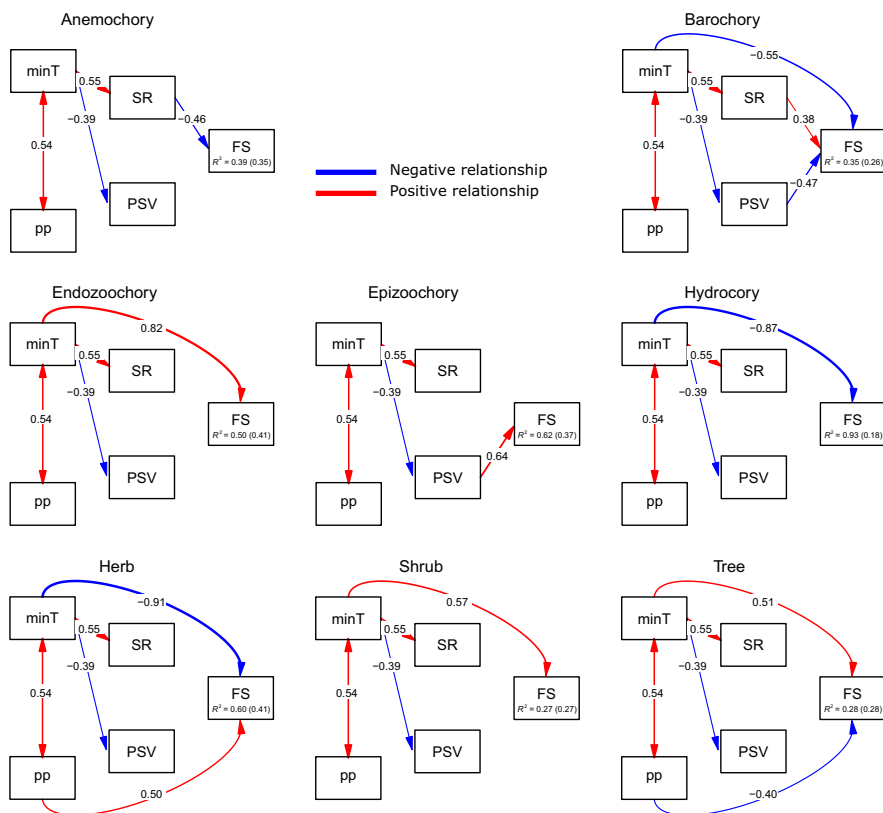 Anemochory
minT
0.55
SR
−0.39
−0.46
0.54
FS
R² = 0.39 (0.35)
PSV
pp
Negative relationship
Positive relationship
Barochory
−0.55
minT
0.55
SR
−0.39
0.38
0.54
FS
R² = 0.35 (0.26)
−0.47
PSV
pp
Endozoochory
0.82
minT
0.55
SR
−0.39
0.54
FS
R² = 0.50 (0.41)
PSV
pp
Epizoochory
minT
0.55
SR
−0.39
0.54
FS
R² = 0.62 (0.37)
0.64
PSV
pp
Hydrocory
−0.87
minT
0.55
SR
−0.39
0.54
FS
R² = 0.93 (0.18)
PSV
pp
Herb
−0.91
minT
0.55
SR
−0.39
0.54
FS
R² = 0.60 (0.41)
PSV
pp
0.50
Shrub
0.57
minT
0.55
SR
−0.39
0.54
FS
R² = 0.27 (0.27)
PSV
pp
Tree
0.51
minT
0.55
SR
−0.39
0.54
FS
R² = 0.28 (0.28)
PSV
pp
−0.40